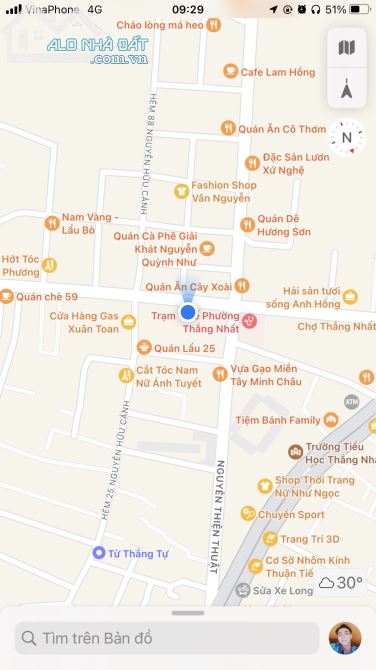 VinaPhone 4G
09:29
51%
ALO NHÀ ĐẤT
.com.vn
Cháo lòng má heo
Cafe Lam Hồng
HẺM 88 NGUYỄN HỮU CẢNH
Quán Ăn Cô Thơm
N
Đặc Sản Lươn
Xứ Nghệ
Fashion Shop
Vân Nguyễn
Nam Vàng -
Lẩu Bò
Quán Dê
Hương Sơn
Quán Cà Phê Giải
Khát Nguyễn
Quỳnh Như
Hớt Tóc
Phương
Quán Ăn Cây Xoài
Quán chè 59
Hải sản tươi
sống Anh Hồng
Cửa Hàng Gas
Xuân Toan
Phường
Thắng Nhất
Chợ Thắng Nhất
Quán Lẩu 25
Cắt Tóc Nam
Nữ Ánh Tuyết
Vựa Gạo Miền
Tây Minh Châu
ATM
Tiệm Bánh Family
HẺM 25 NGUYỄN HỮU CẢNH
Trường Tiểu
Học Thắng Nhấ
NGUYỄN THIỆN THUẬT
Shop Thời Trang
Nữ Như Ngọc
Chuyên Sport
Trang Trí 3D
Từ Thắng Tự
Cơ Sở Nhôm Kính
Thuận Tiế
30°
Sửa Xe Long
Tìm trên Bản đồ